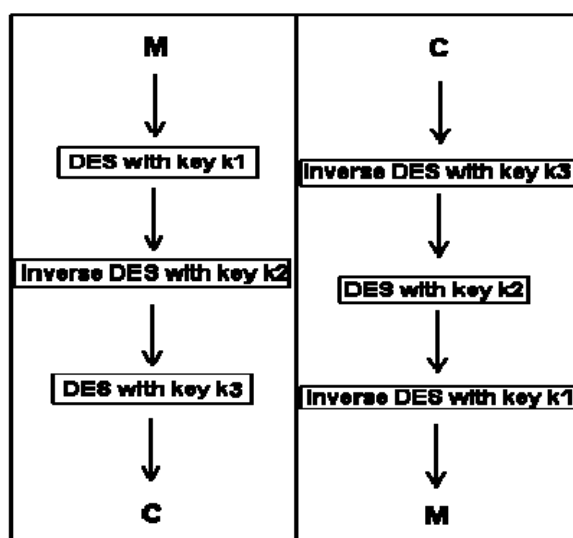 M
DES with key k1
Inverse DES with key k2
DES with key k3
C
C
Inverse DES with key k3
DES with key k2
Inverse DES with key k1
M